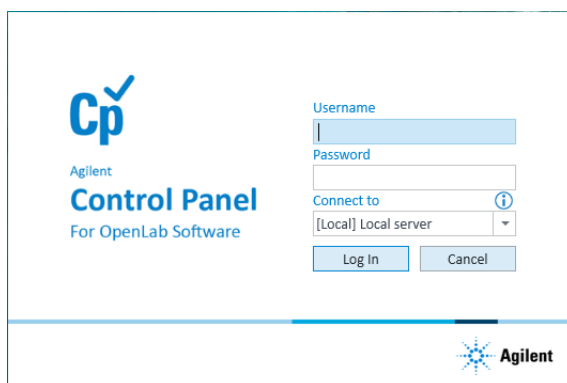 Cp
Agilent
Control Panel
For OpenLab Software
Username
Password
Connect to
[Local] Local server
Log In
Cancel
Agilent